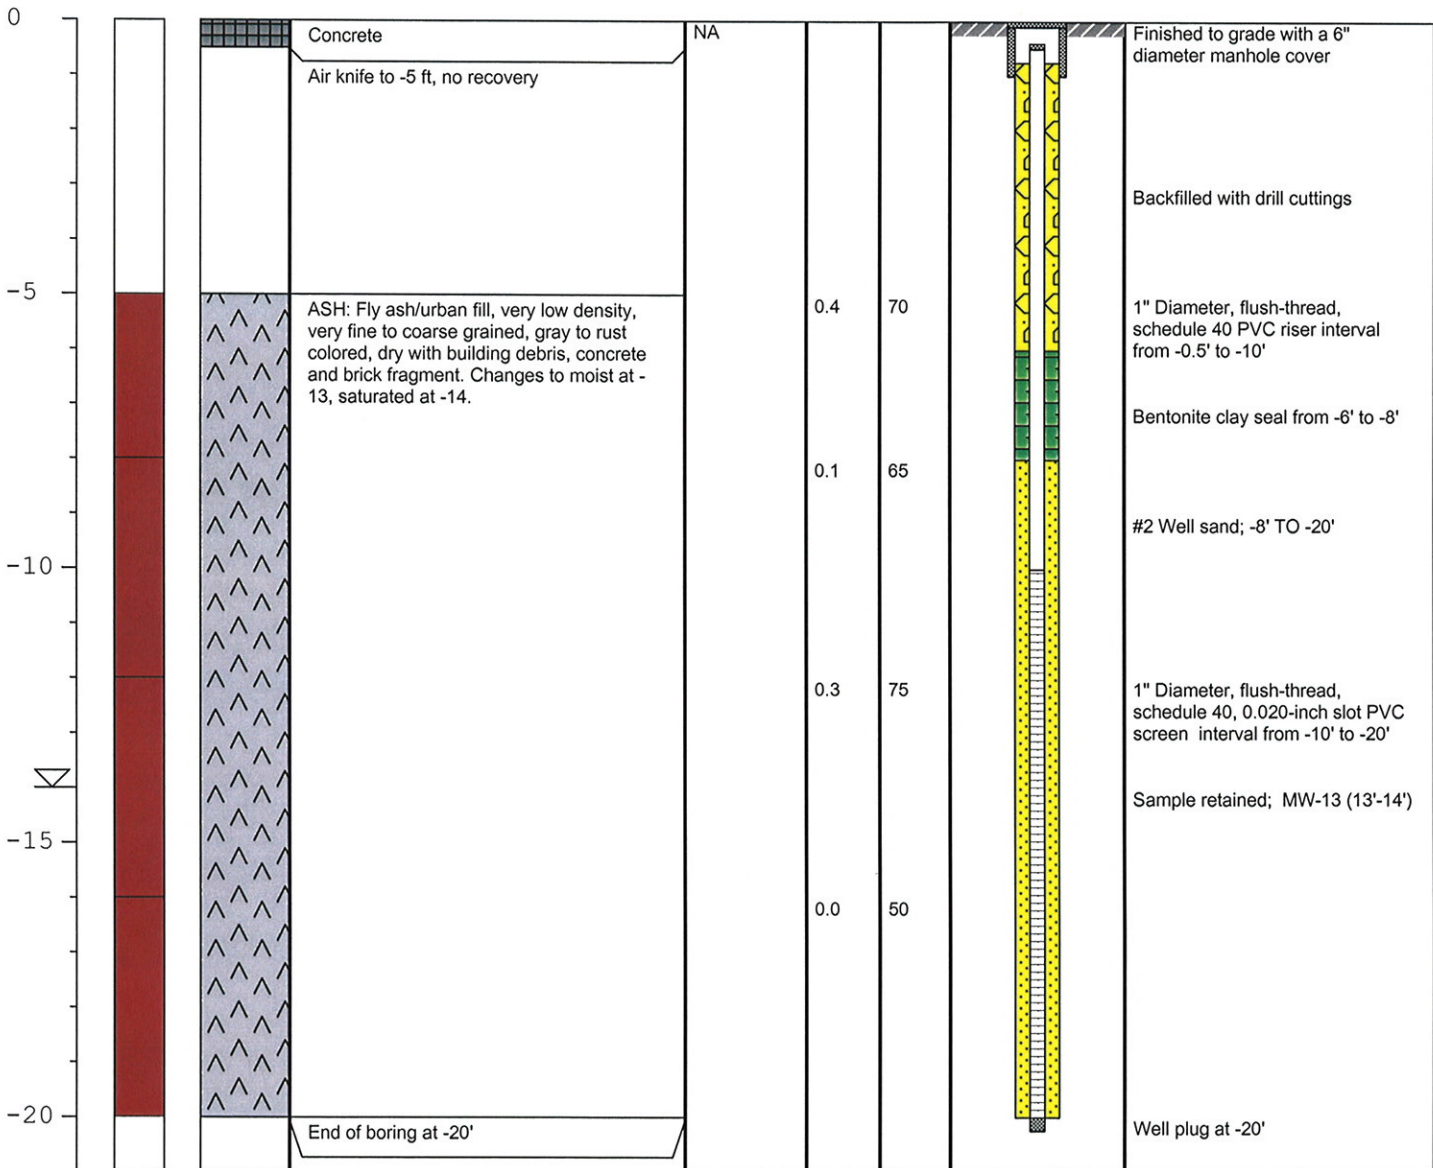 0
Concrete
NA
Finished to grade with a 6"
diameter manhole cover
Air knife to -5 ft, no recovery
Backfilled with drill cuttings
-5
ASH: Fly ash/urban fill, very low density,
very fine to coarse grained, gray to rust
colored, dry with building debris, concrete
and brick fragment. Changes to moist at -
13, saturated at -14.
0.4
70
1" Diameter, flush-thread,
schedule 40 PVC riser interval
from -0.5' to -10'
Bentonite clay seal from -6' to -8'
0.1
65
#2 Well sand; -8' TO -20'
-10
0.3
75
1" Diameter, flush-thread,
schedule 40, 0.020-inch slot PVC
screen interval from -10' to -20'
Sample retained; MW-13 (13'-14')
-15
0.0
50
-20
End of boring at -20'
Well plug at -20'